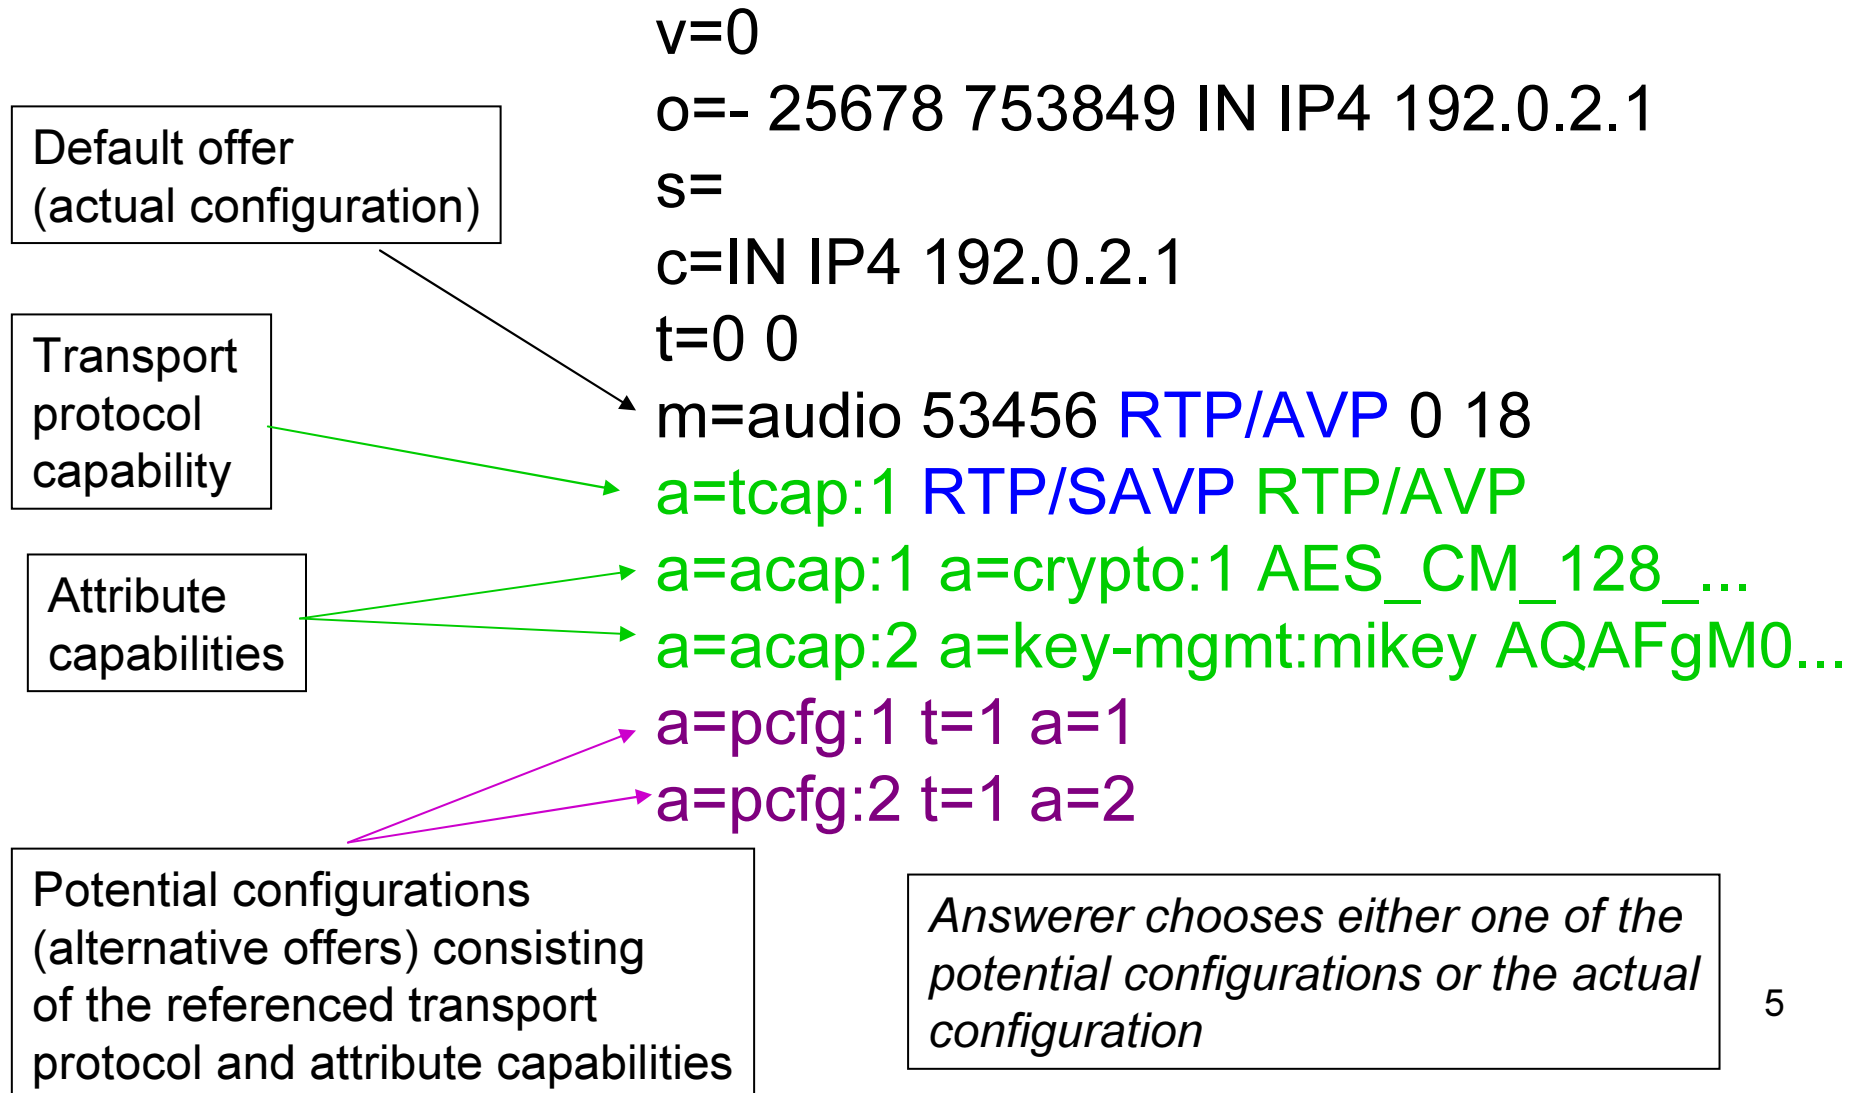 v=0
o=- 25678 753849 IN IP4 192.0.2.1
s=
c=IN IP4 192.0.2.1
t=0 0
m=audio 53456 RTP/AVP 0 18
a=tcap:1 RTP/SAVP RTP/AVP
a=acap:1 a=crypto:1 AES_CM_128_...
a=acap:2 a=key-mgmt:mikey AQAFgM0...
a=pcfg:1 t=1 a=1
a=pcfg:2 t=1 a=2
Default offer
(actual configuration)
Transport
protocol
capability
Attribute
capabilities
Potential configurations
(alternative offers) consisting
of the referenced transport
protocol and attribute capabilities
Answerer chooses either one of the
potential configurations or the actual
configuration
5